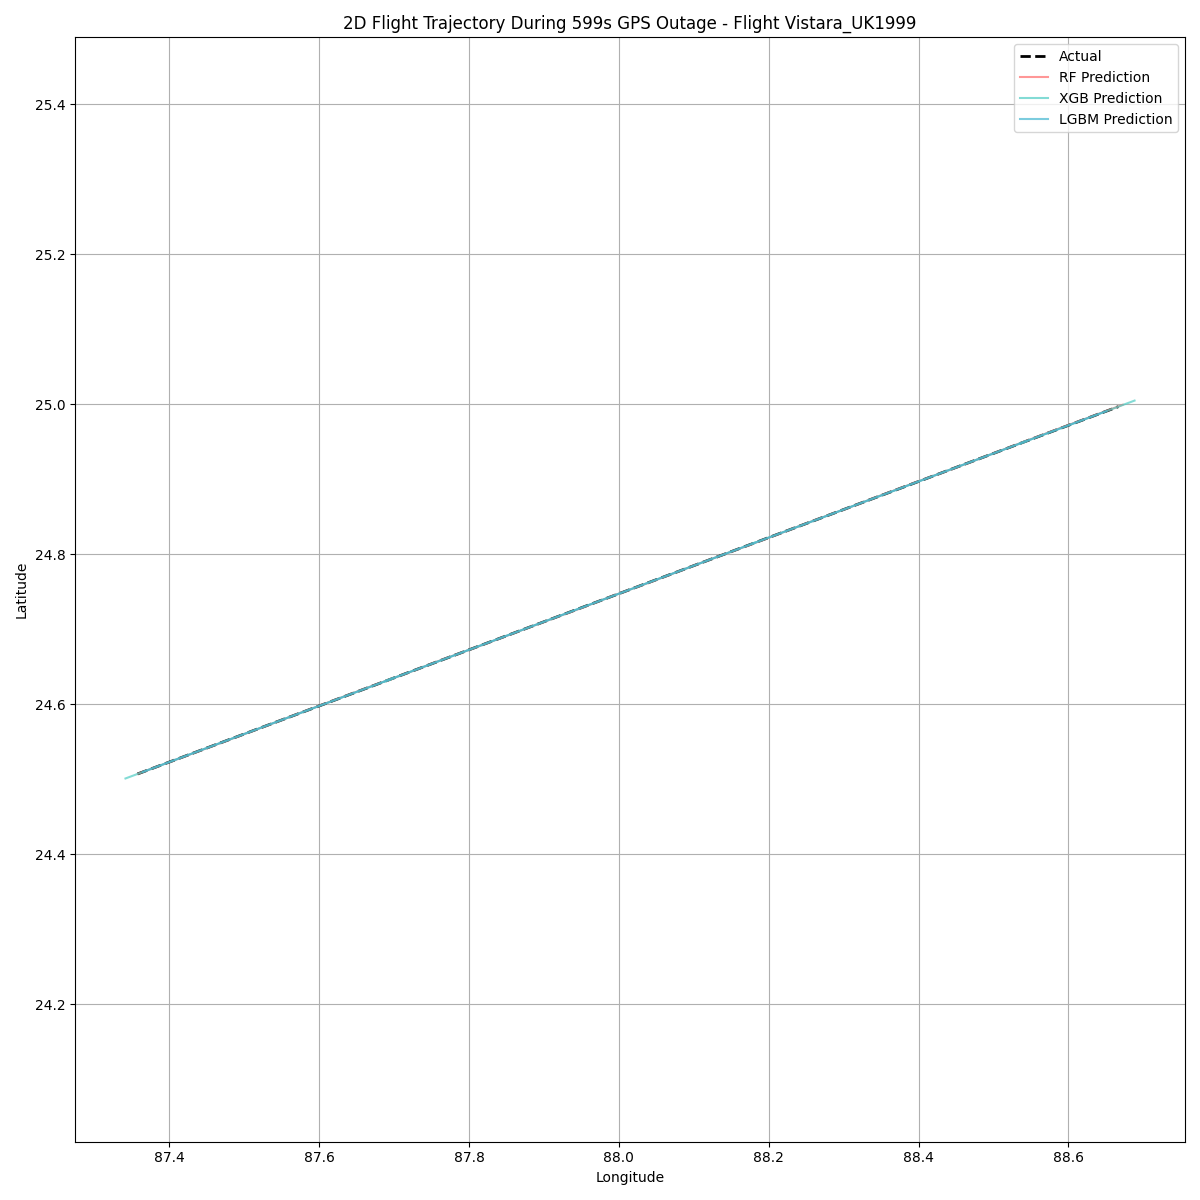 2D Flight Trajectory During 599s GPS Outage - Flight Vistara_UK1999
Actual
RF Prediction
XGB Prediction
LGBM Prediction
25.4
25.2
25.0
24.8
24.6
24.4
24.2
Latitude
87.4 87.6 87.8 88.0 88.2 88.4 88.6
Longitude